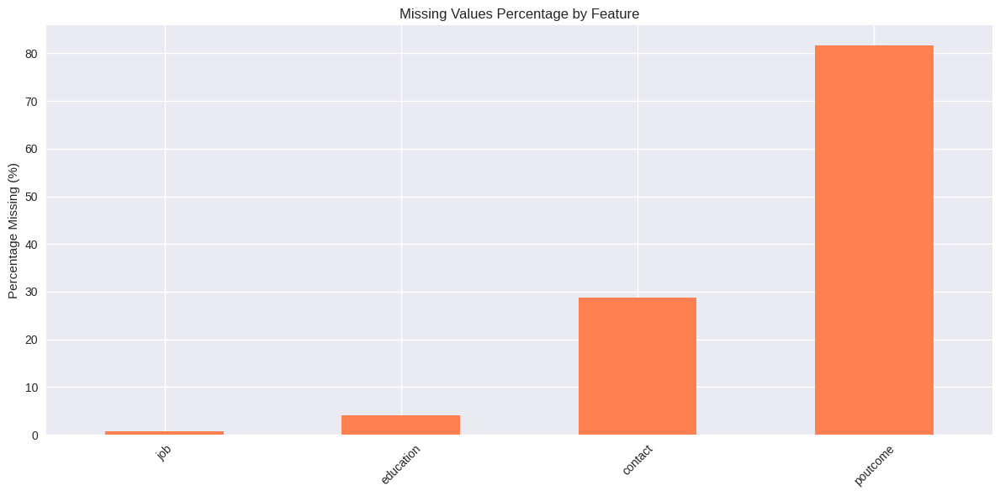 Missing Values Percentage by Feature
Percentage Missing (%)
80
70
60
50
40
30
20
10
0
job
education
contact
poutcome